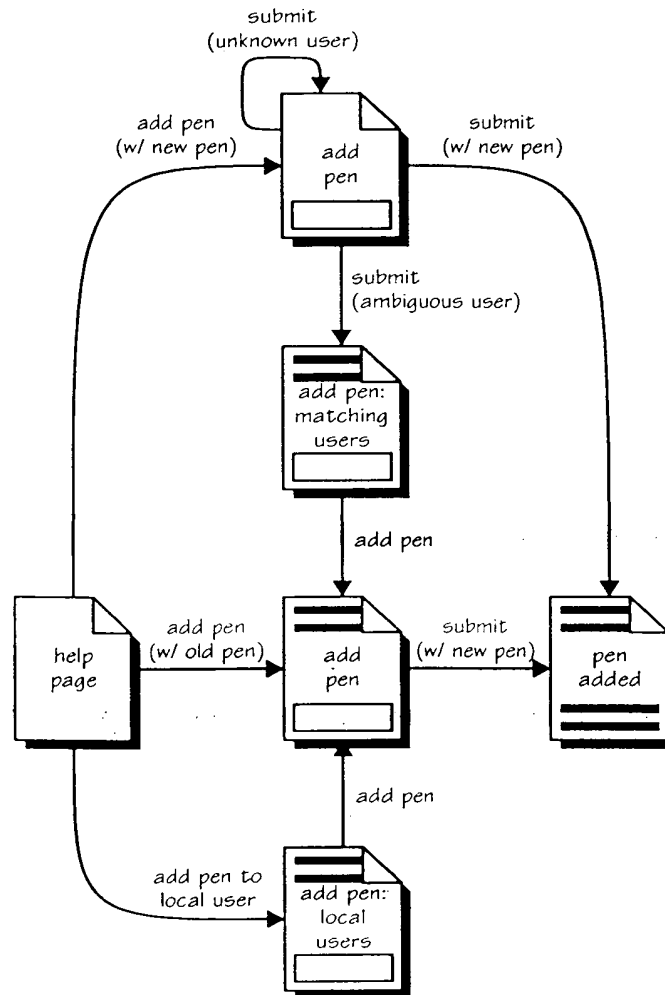 submit
(unknown user)
add pen
(w/ new pen)
submit
(w/ new pen)
add
pen
submit
(ambiguous user)
add pen:
matching
users
add pen
help
page
add pen
(w/ old pen)
add
pen
submit
(w/ new pen)
pen
added
add pen
add pen to
local user
add pen:
local
users